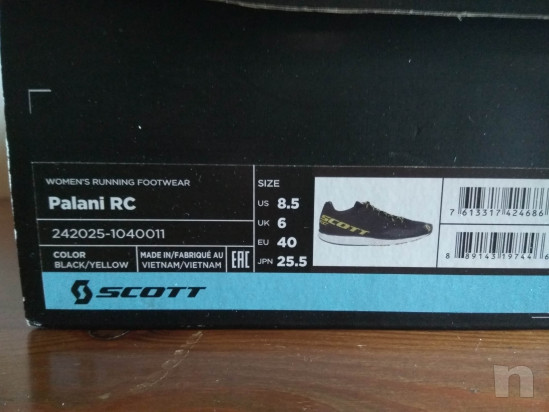 WOMEN'S RUNNING FOOTWEAR
Palani RC
242025-1040011
COLOR
BLACK/YELLOW
MADE IN/FABRIQUÉ AU
VIETNAM/VIETNAM
EAC
SIZE
US 8.5
UK 6
EU 40
JPN 25.5
SCOTT
7 613317 424686
8 89143 19744 6
SCOTT
n